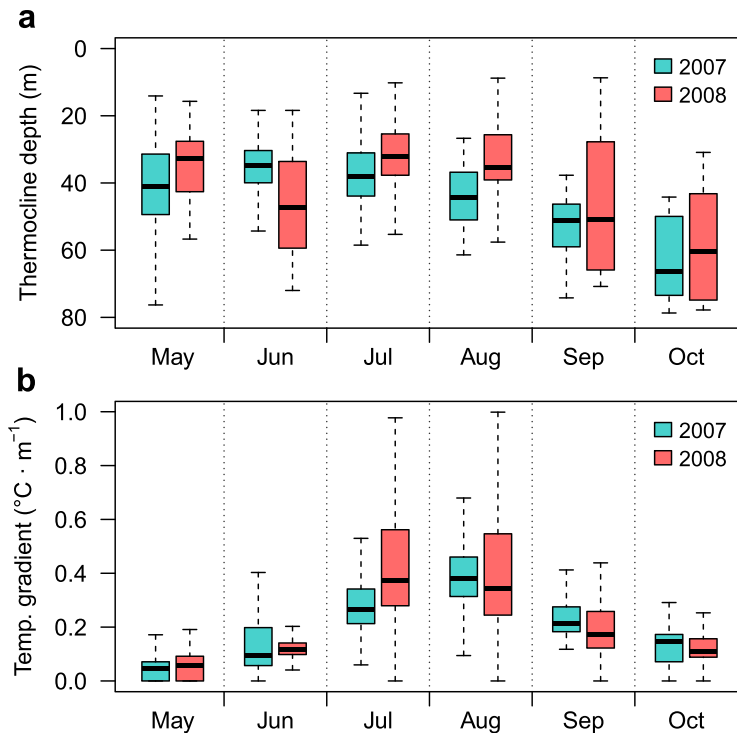 a
Thermocline depth (m)
0
20
40
60
80
2007
2008
May Jun Jul Aug Sep Oct
b
Temp. gradient (°C · m⁻¹)
1.0
0.8
0.6
0.4
0.2
0.0
2007
2008
May Jun Jul Aug Sep Oct